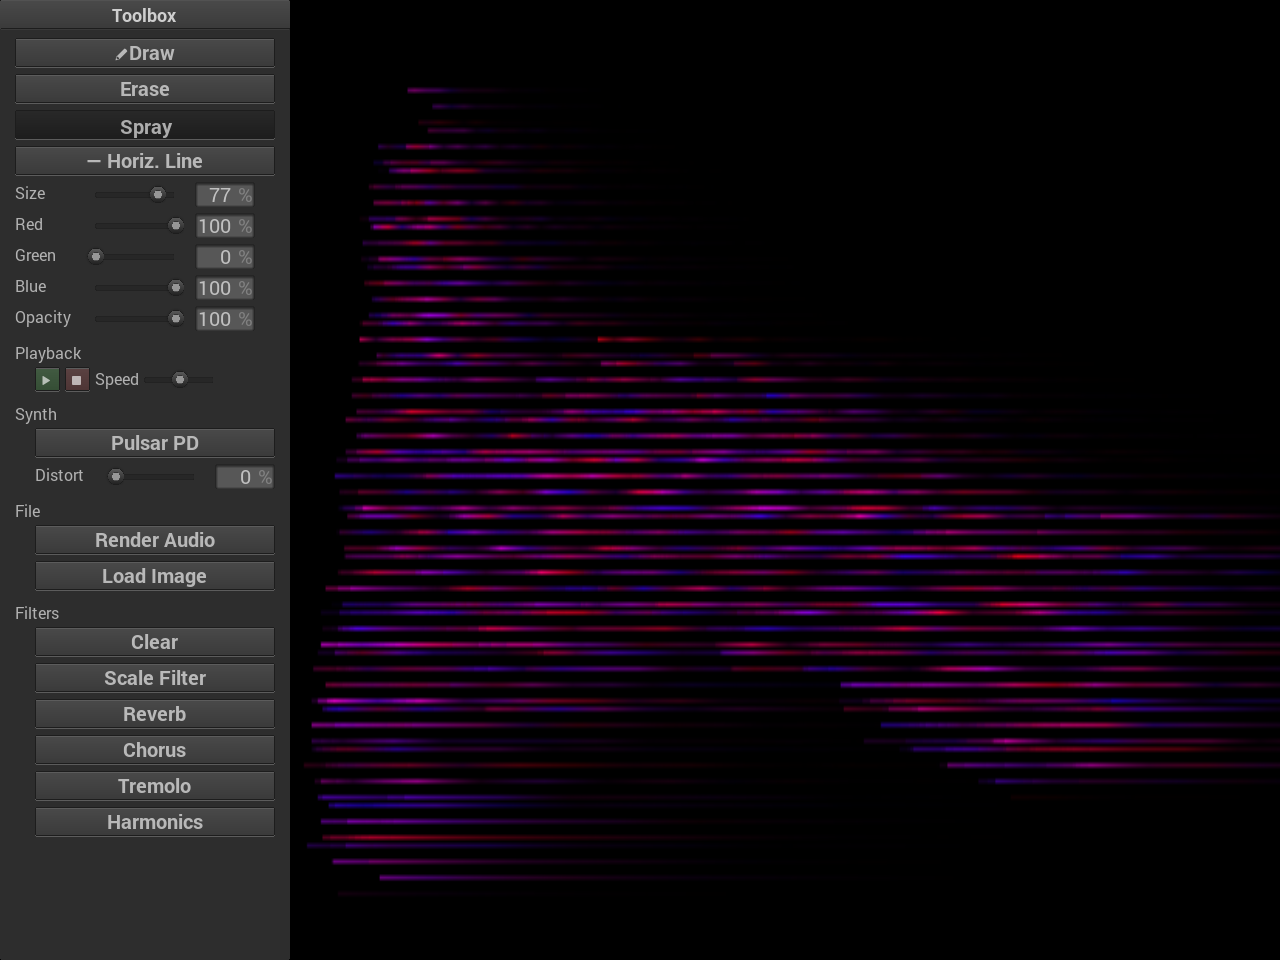 Toolbox
Draw
Erase
Spray
Horiz. Line
Size 77 %
Red 100 %
Green 0 %
Blue 100 %
Opacity 100 %
Playback
Speed
Synth
Pulsar PD
Distort 0 %
File
Render Audio
Load Image
Filters
Clear
Scale Filter
Reverb
Chorus
Tremolo
Harmonics